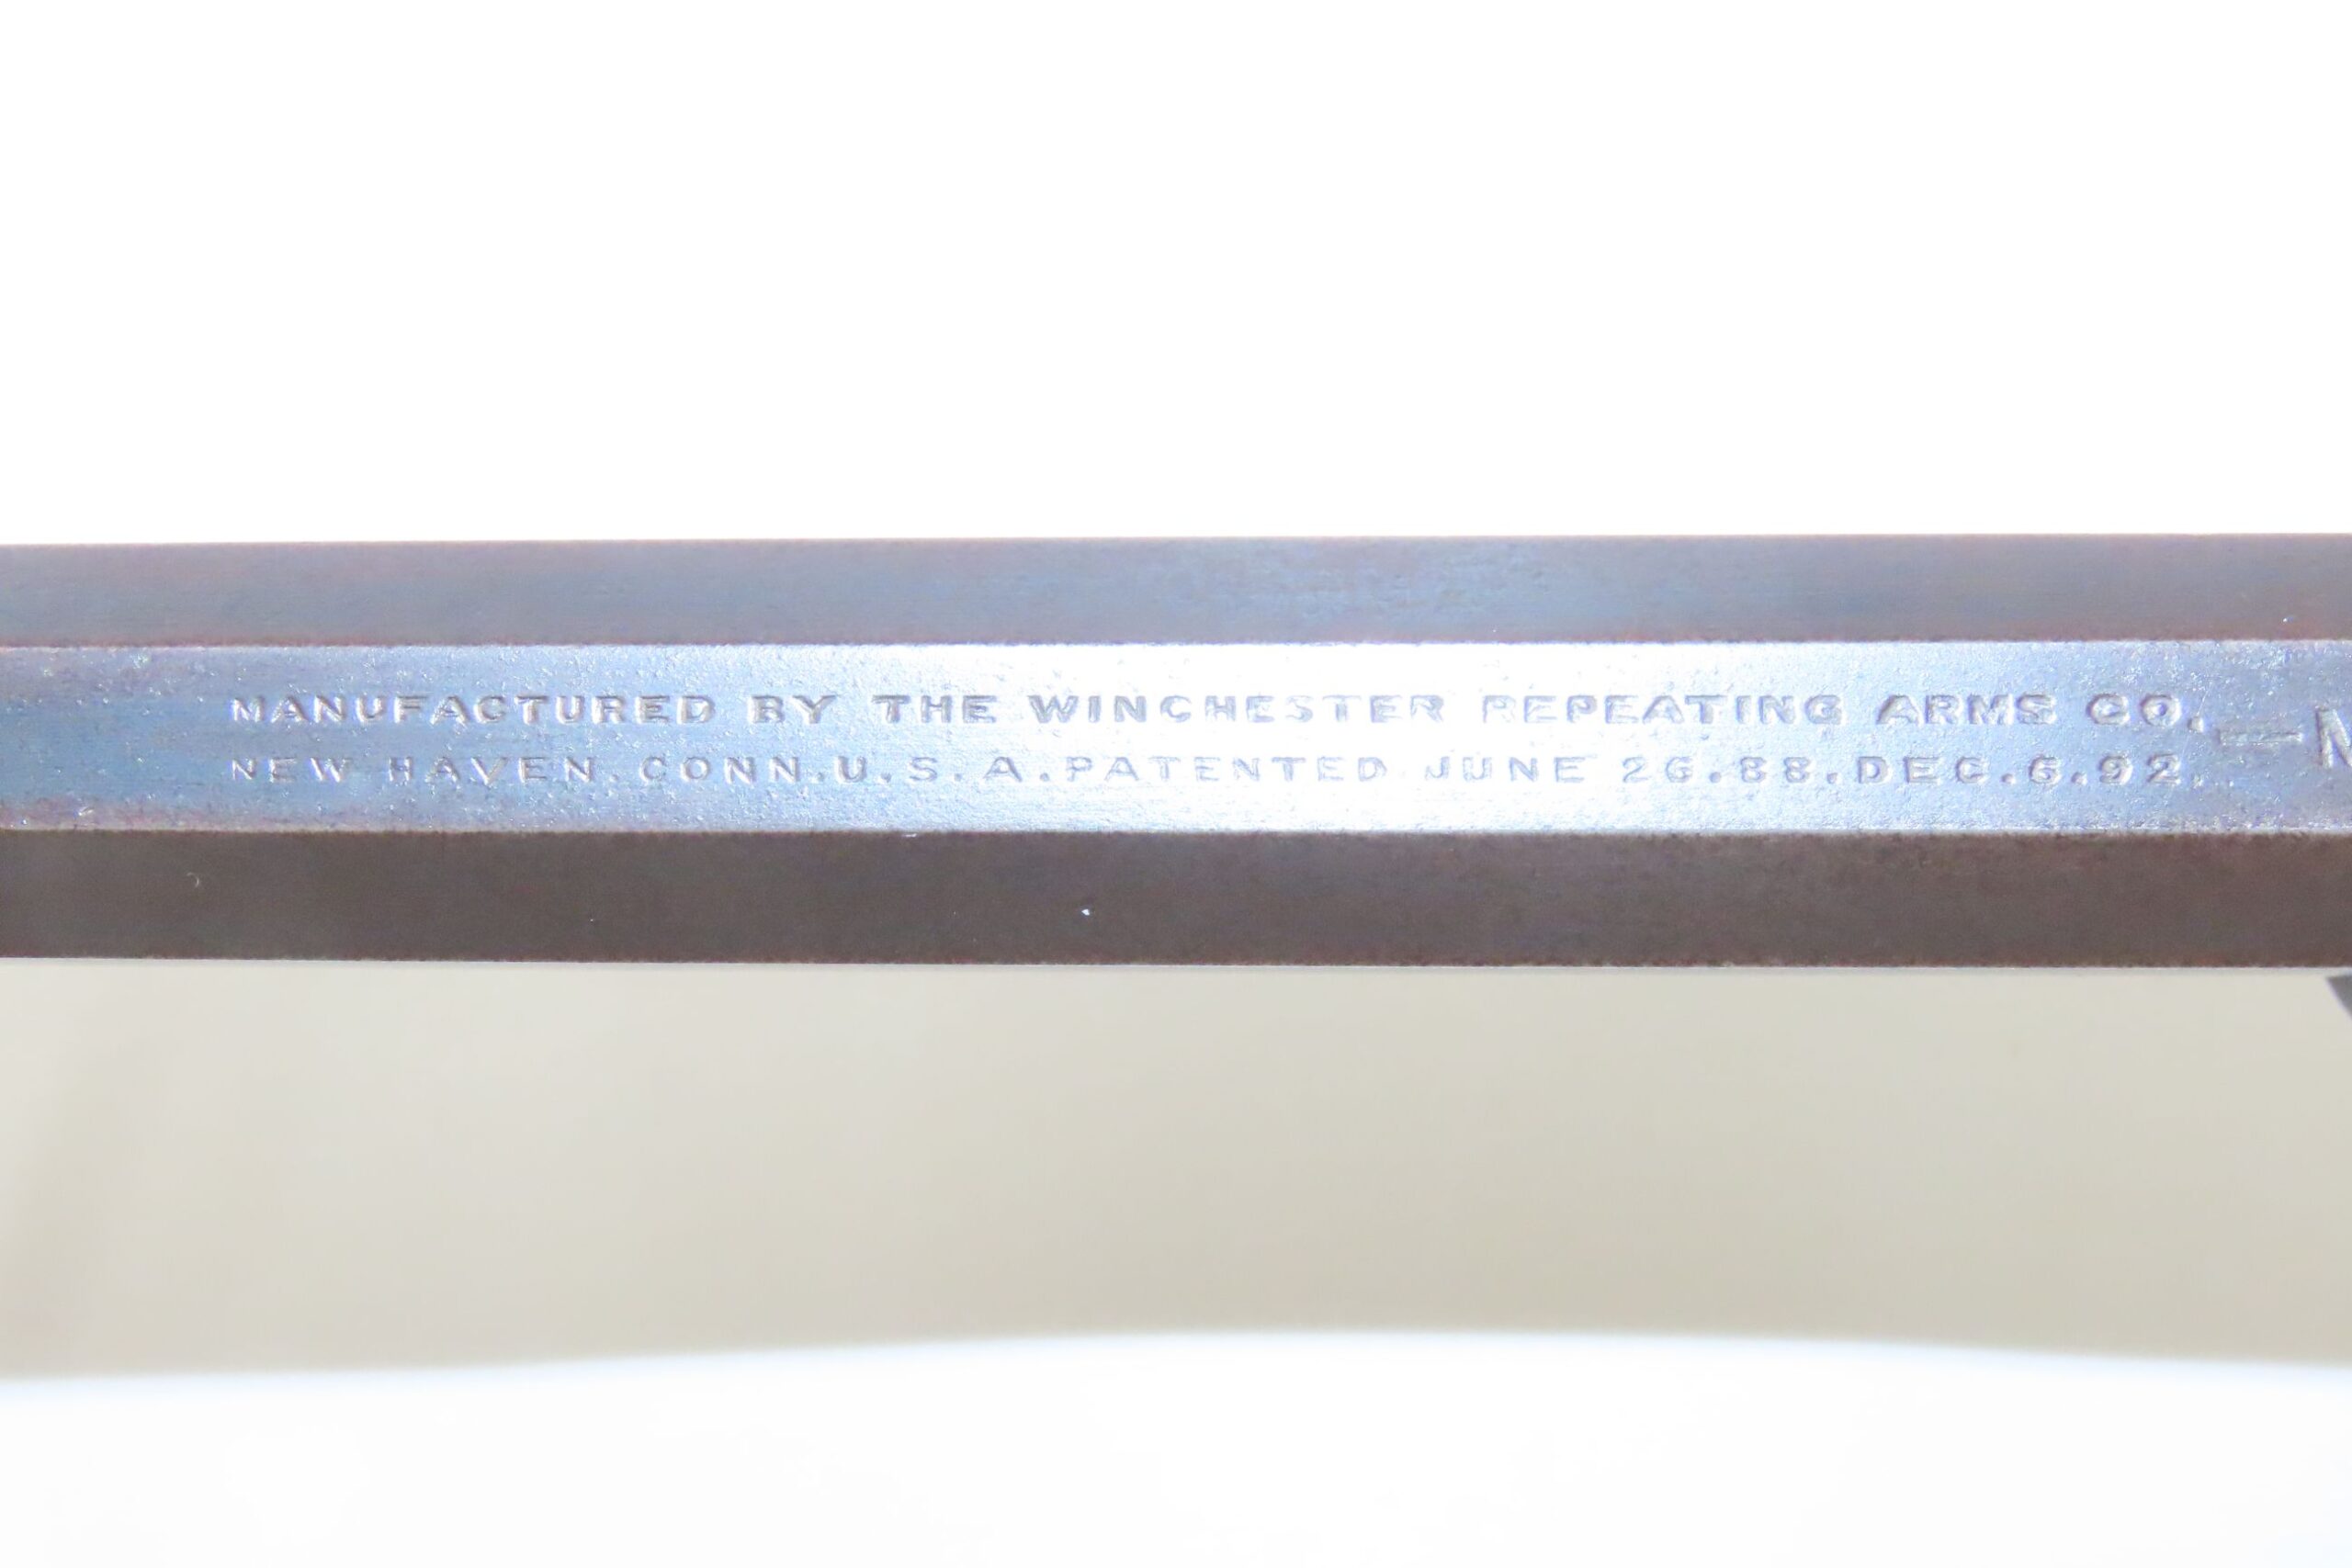 MANUFACTURED BY THE WINCHESTER REPEATING ARMS CO. —
NEW HAVEN. CONN. U.S.A. PATENTED JUNE 26.88. DEC. 6.92.